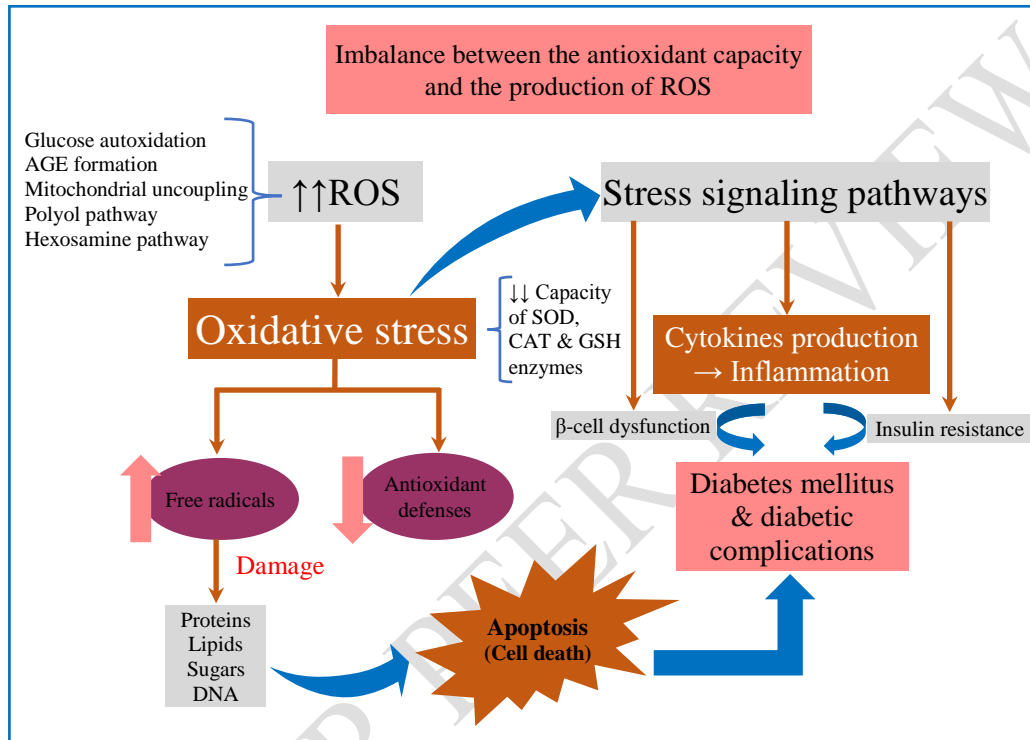 Imbalance between the antioxidant capacity
and the production of ROS
Glucose autoxidation
AGE formation
Mitochondrial uncoupling
Polyol pathway
Hexosamine pathway
↑↑ROS
Stress signaling pathways
Oxidative stress
↓↓ Capacity
of SOD,
CAT & GSH
enzymes
Cytokines production
→ Inflammation
β-cell dysfunction
Insulin resistance
Free radicals
Antioxidant
defenses
Diabetes mellitus
& diabetic
complications
Damage
Proteins
Lipids
Sugars
DNA
Apoptosis
(Cell death)
PEER REVIEW